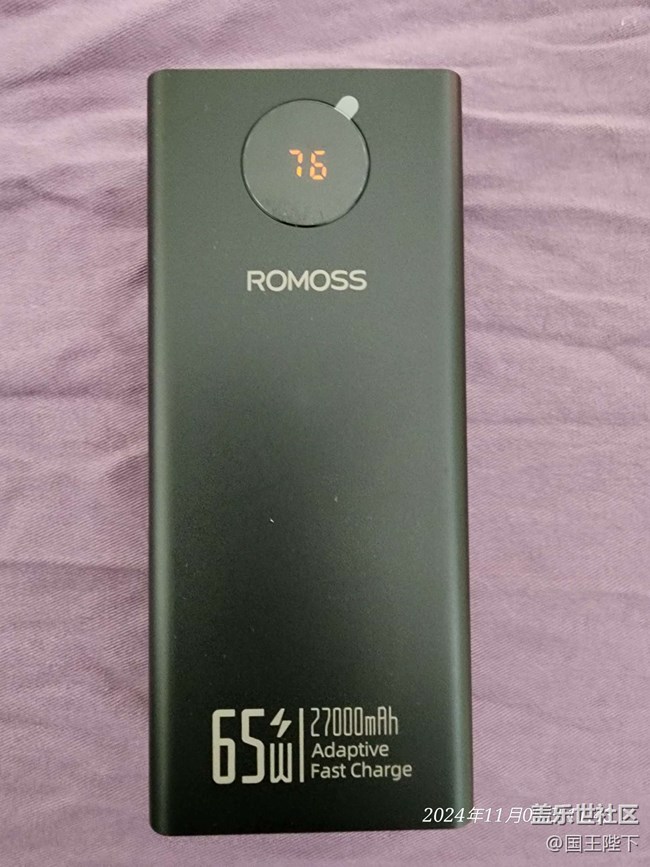 76
ROMOSS
65W
27000mAh
Adaptive
Fast Charge
2024年11月0
盖乐世社区
@国王陛下